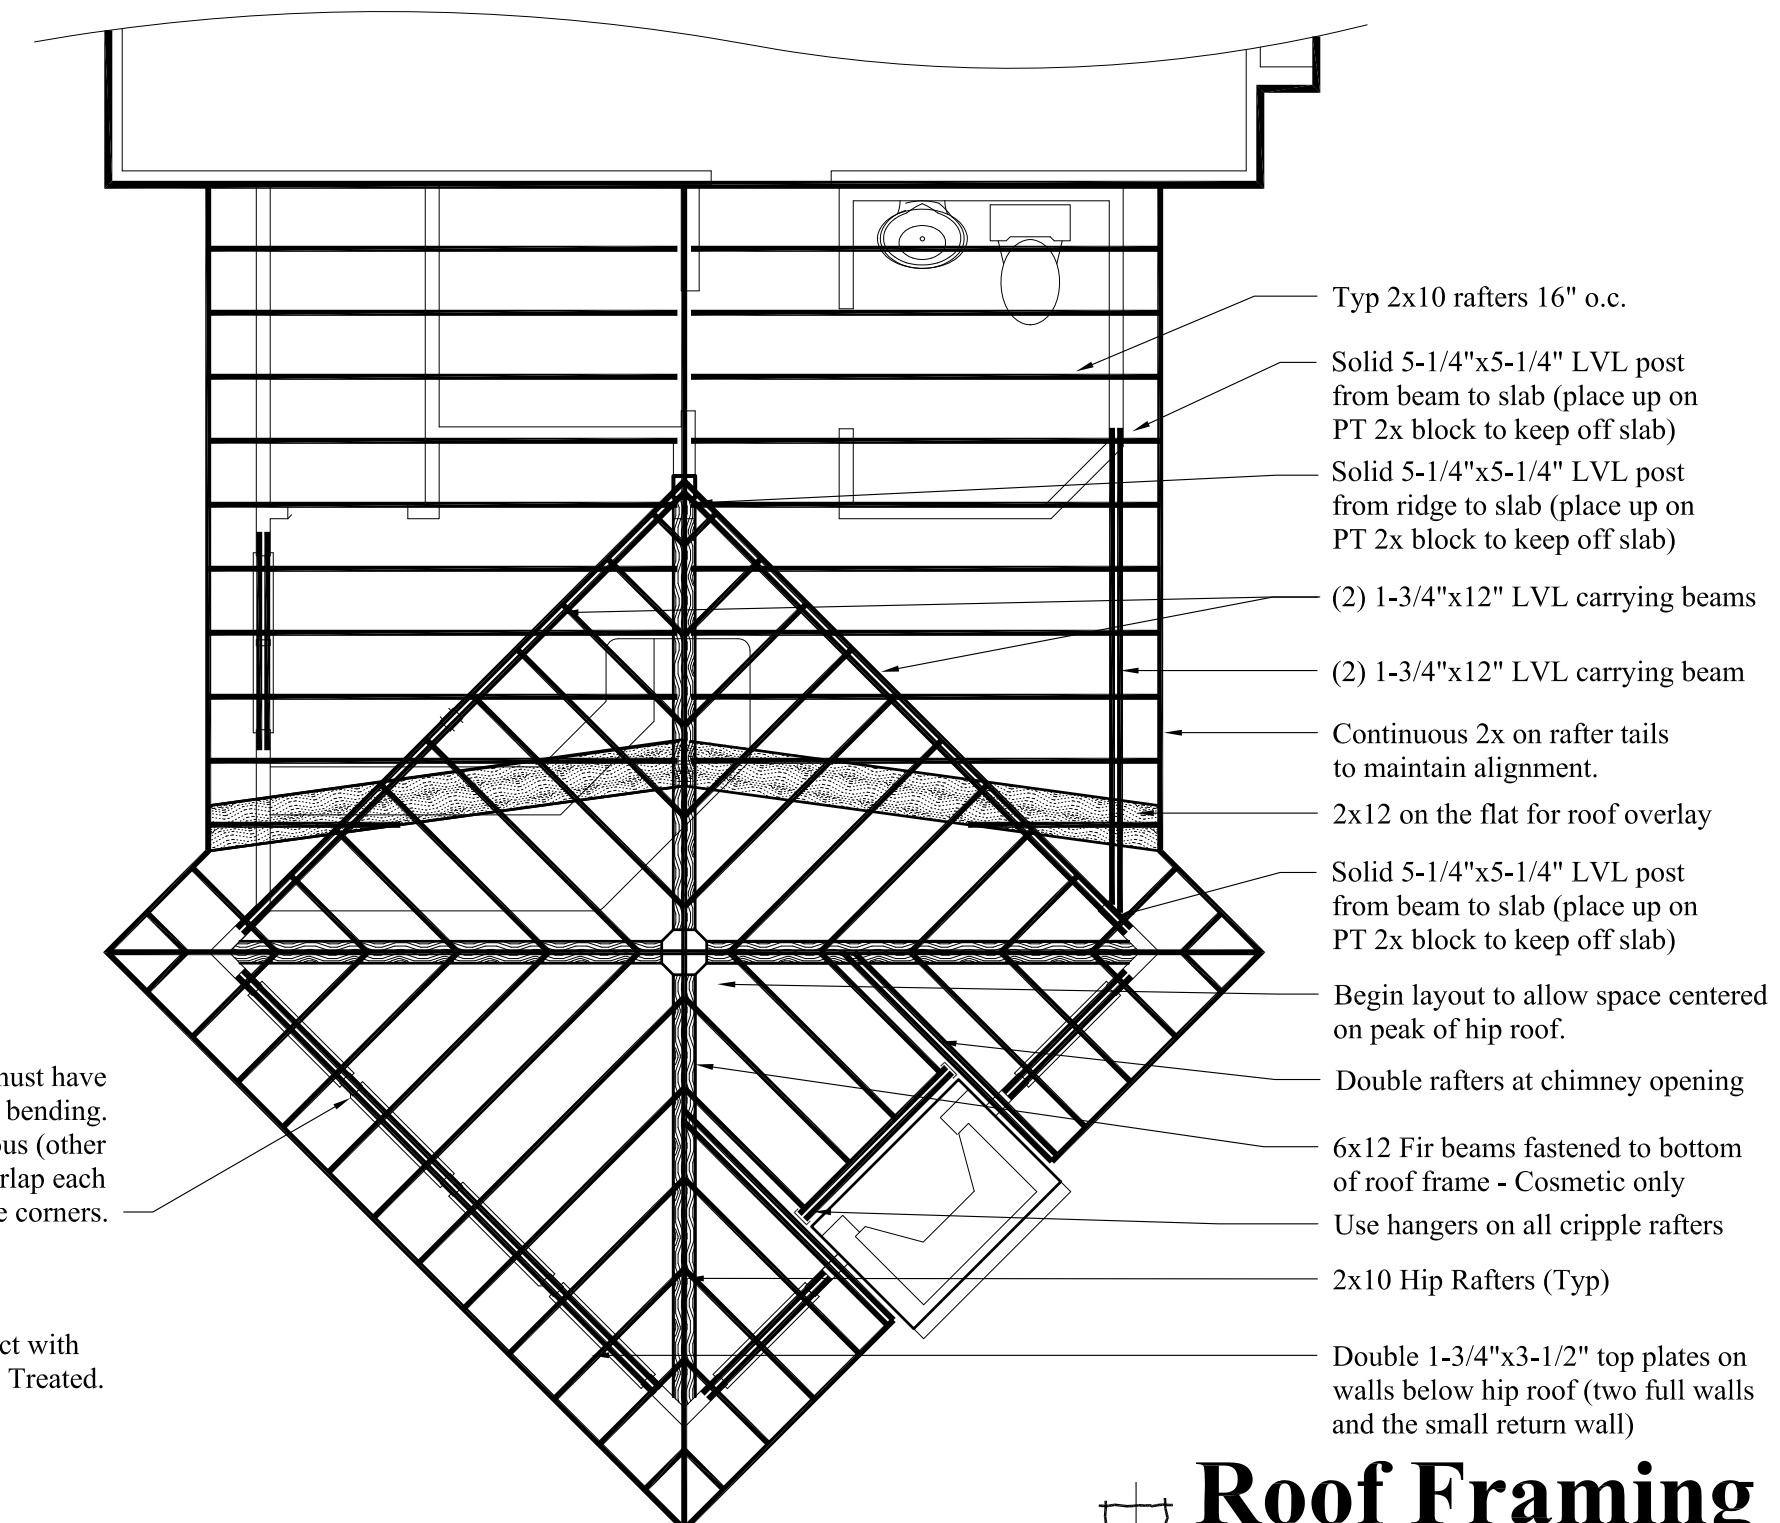 Typ 2x10 rafters 16" o.c.
Solid 5-1/4"x5-1/4" LVL post
from beam to slab (place up on
PT 2x block to keep off slab)
Solid 5-1/4"x5-1/4" LVL post
from ridge to slab (place up on
PT 2x block to keep off slab)
(2) 1-3/4"x12" LVL carrying beams
(2) 1-3/4"x12" LVL carrying beam
Continuous 2x on rafter tails
to maintain alignment.
2x12 on the flat for roof overlay
Solid 5-1/4"x5-1/4" LVL post
from beam to slab (place up on
PT 2x block to keep off slab)
Begin layout to allow space centered
on peak of hip roof.
Double rafters at chimney opening
6x12 Fir beams fastened to bottom
of roof frame - Cosmetic only
Use hangers on all cripple rafters
2x10 Hip Rafters (Typ)
Double 1-3/4"x3-1/2" top plates on
walls below hip roof (two full walls
and the small return wall)
must have
bending.
(other
each
corners.
with
Treated.
Roof Framing